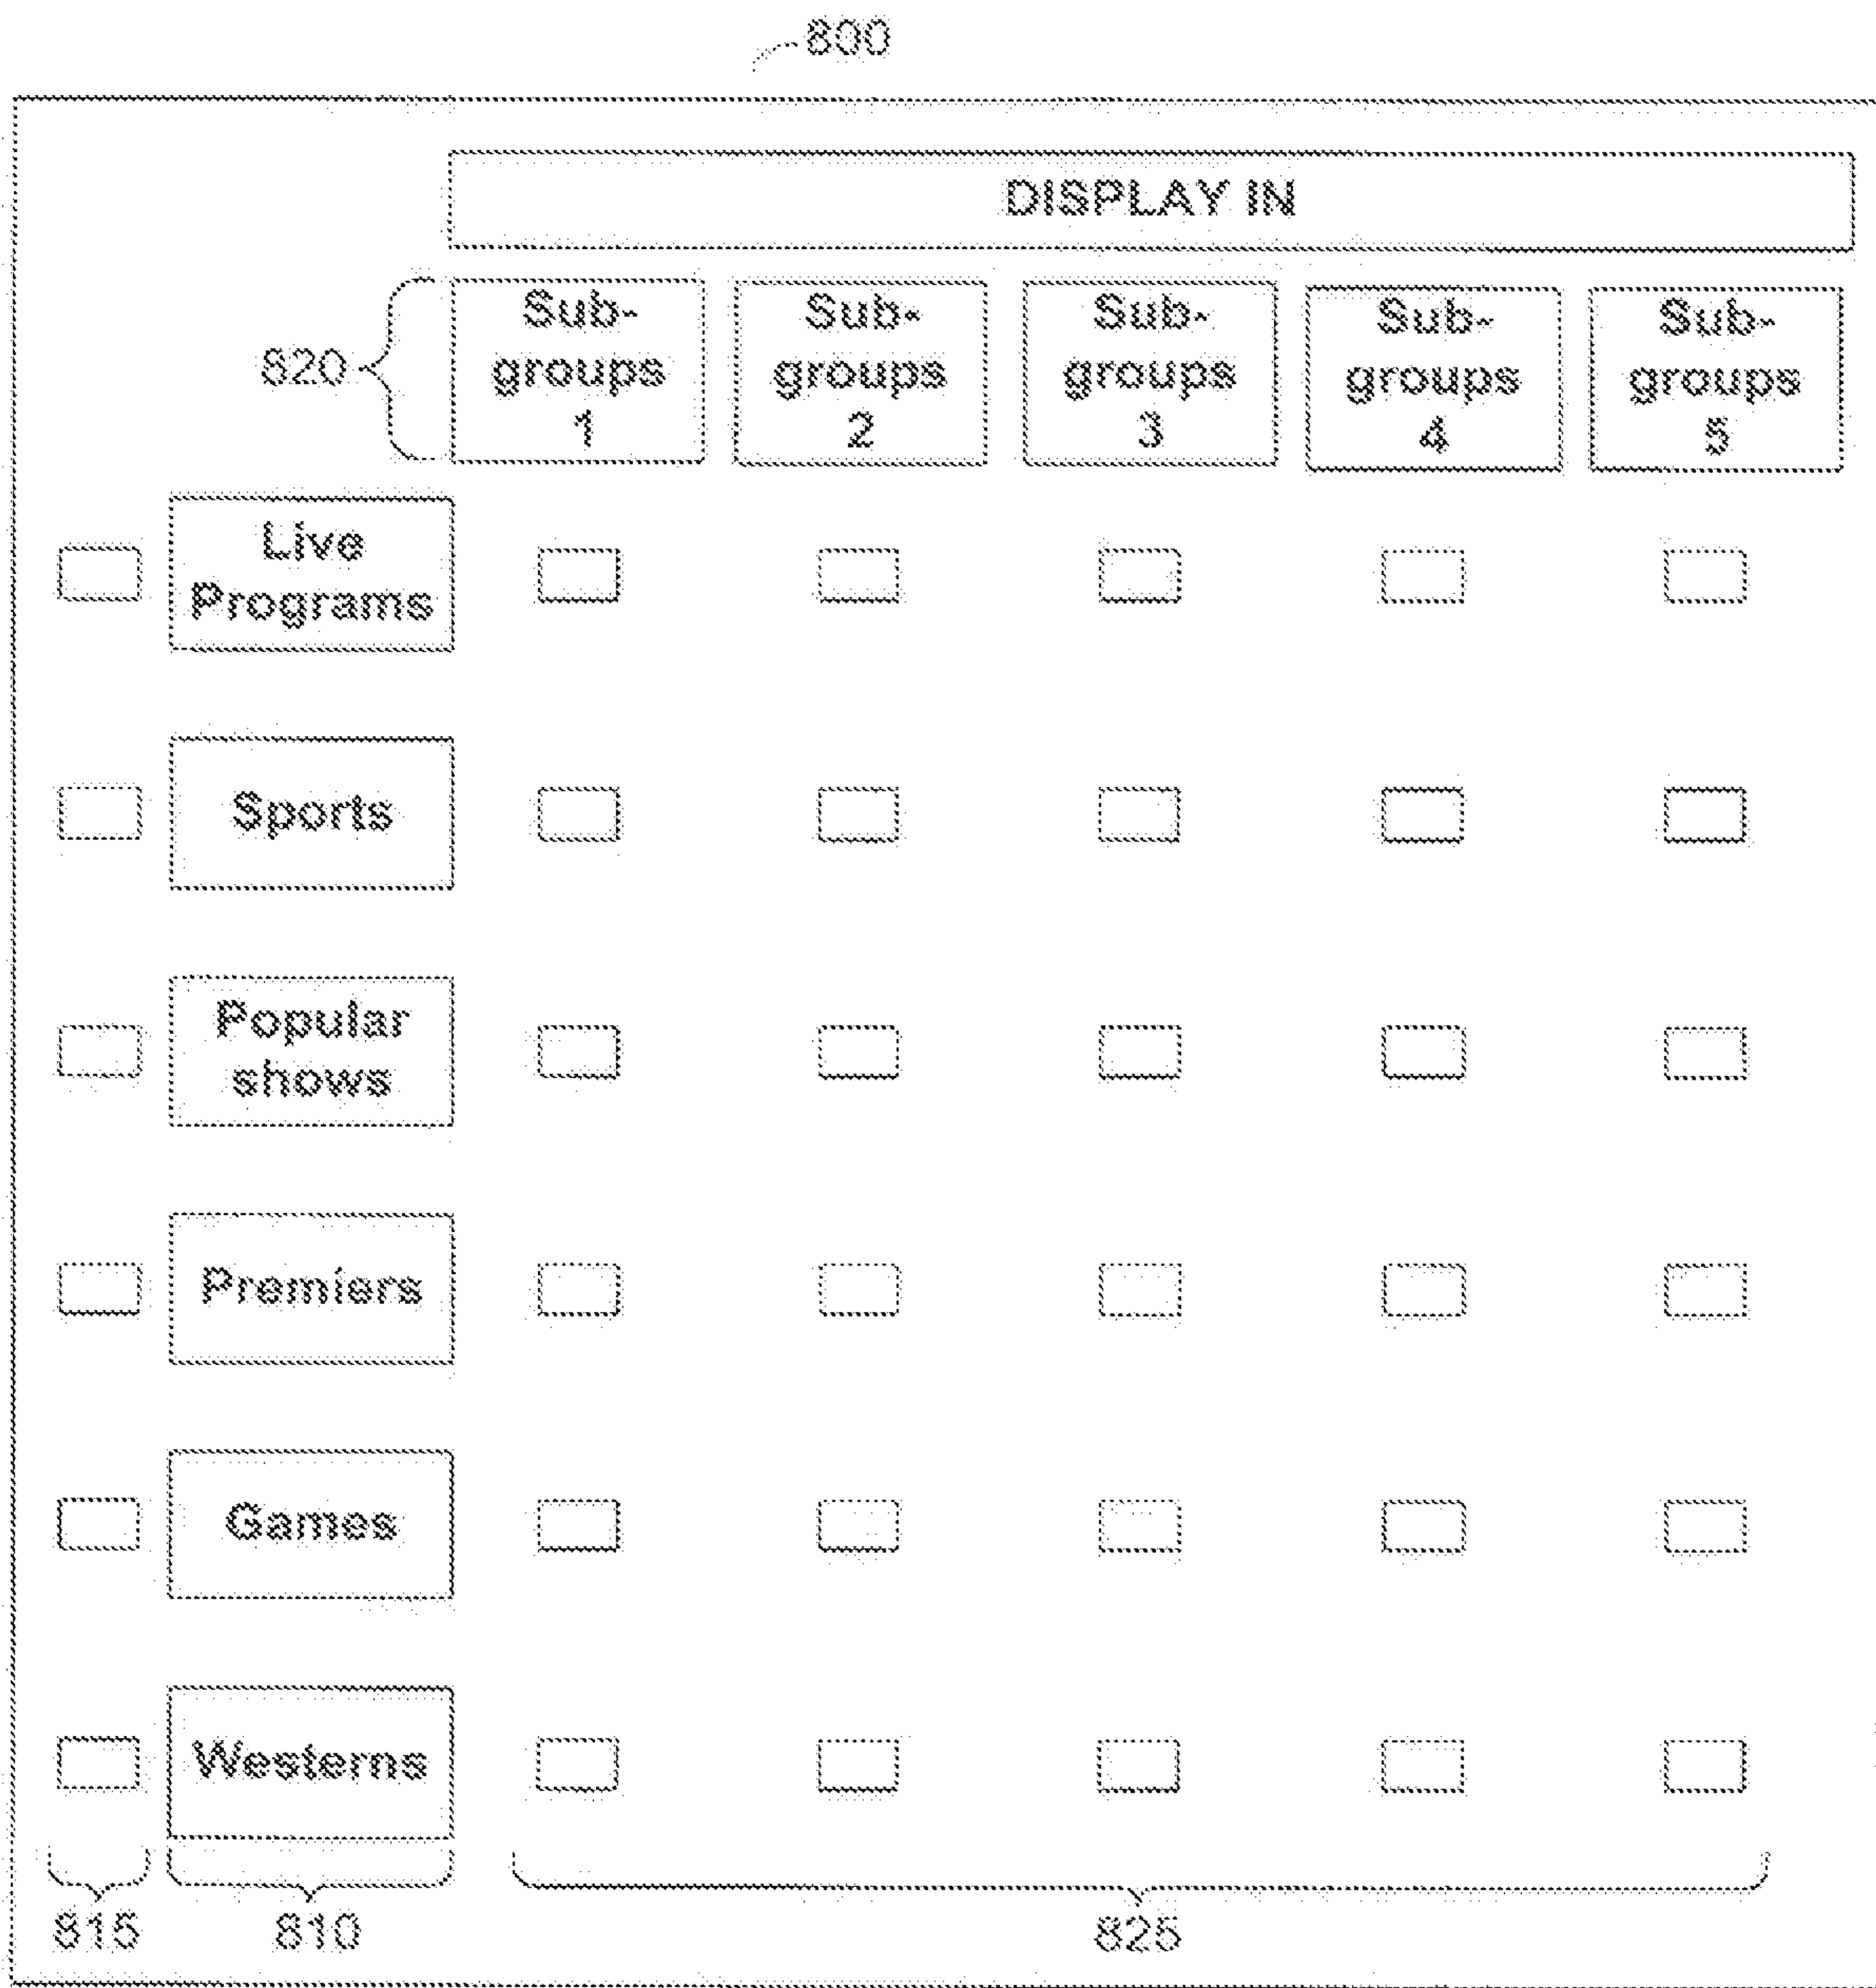 800
DISPLAY IN
820
Sub-
groups
1
Sub-
groups
2
Sub-
groups
3
Sub-
groups
4
Sub-
groups
5
Live
Programs
Sports
Popular
shows
Premiers
Games
Westerns
815
810
825